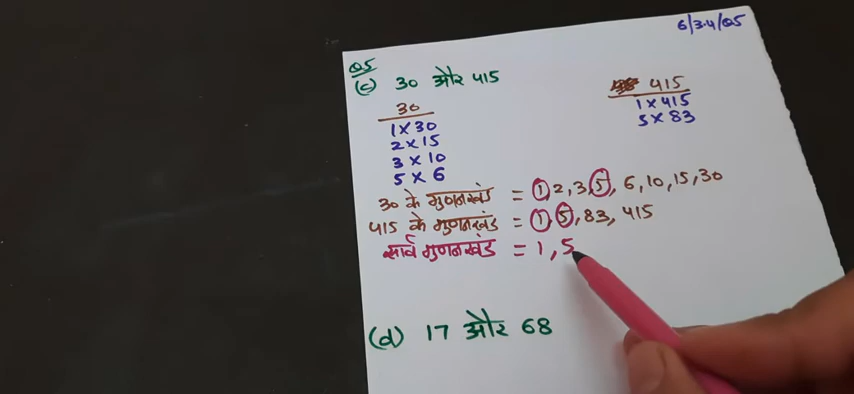 6/3.4/Q5
Q5
(c) 30 और 415
30
1 × 30
2 × 15
3 × 10
5 × 6
415
1 × 415
5 × 83
30 के गुणनखंड = 1, 2, 3, 5, 6, 10, 15, 30
415 के गुणनखंड = 1, 5, 83, 415
सार्व गुणनखंड = 1, 5
(d) 17 और 68